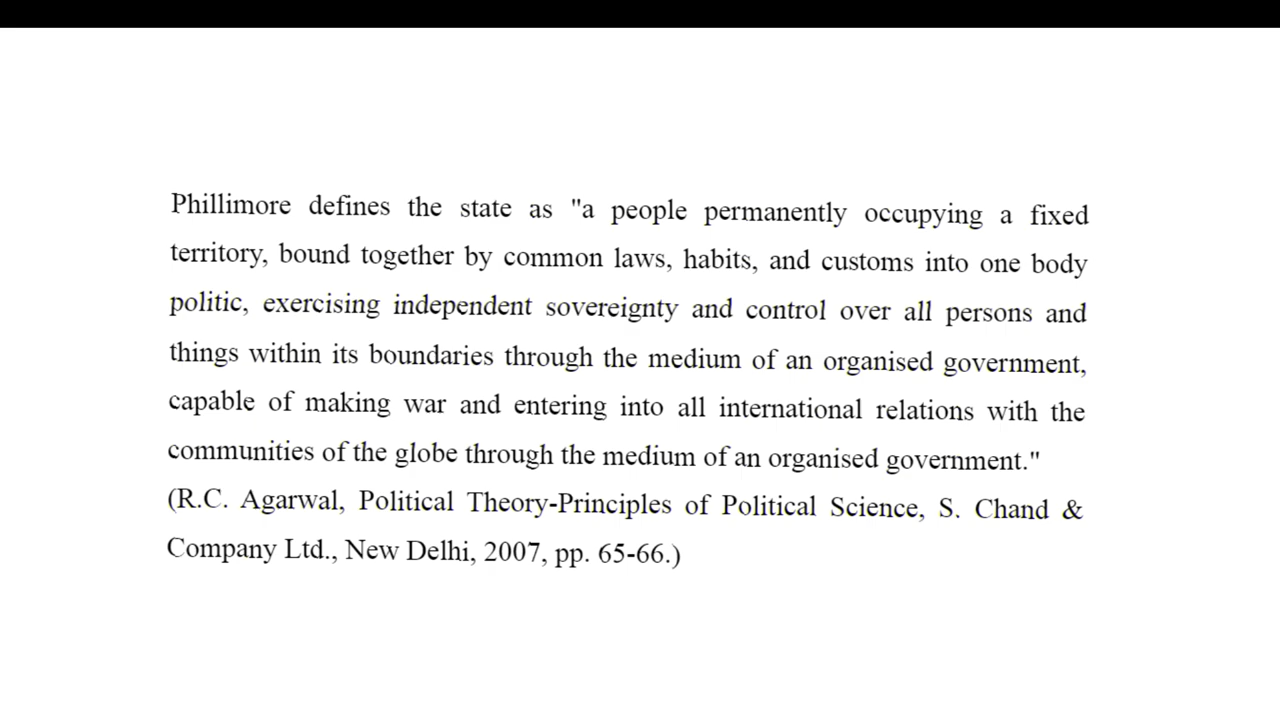 Phillimore defines the state as "a people permanently occupying a fixed
territory, bound together by common laws, habits, and customs into one body
politic, exercising independent sovereignty and control over all persons and
things within its boundaries through the medium of an organised government,
capable of making war and entering into all international relations with the
communities of the globe through the medium of an organised government."
(R.C. Agarwal, Political Theory-Principles of Political Science, S. Chand &
Company Ltd., New Delhi, 2007, pp. 65-66.)